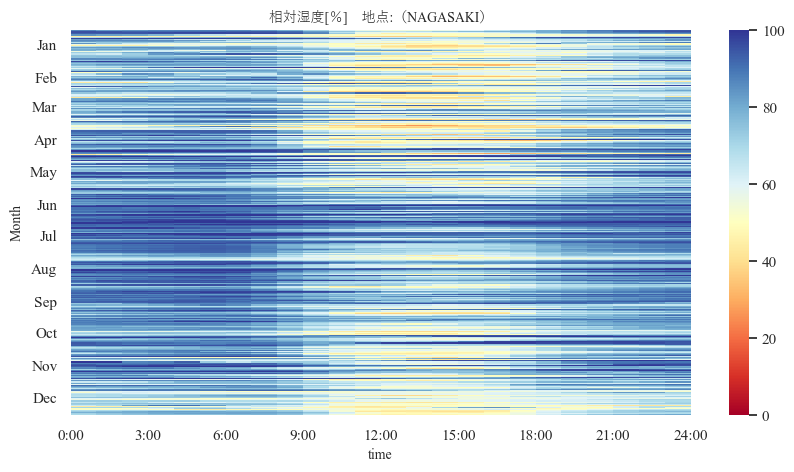 相対湿度[%]　地点:（NAGASAKI）
Month
Jan
Feb
Mar
Apr
May
Jun
Jul
Aug
Sep
Oct
Nov
Dec
0:00 3:00 6:00 9:00 12:00 15:00 18:00 21:00 24:00
time
100
80
60
40
20
0